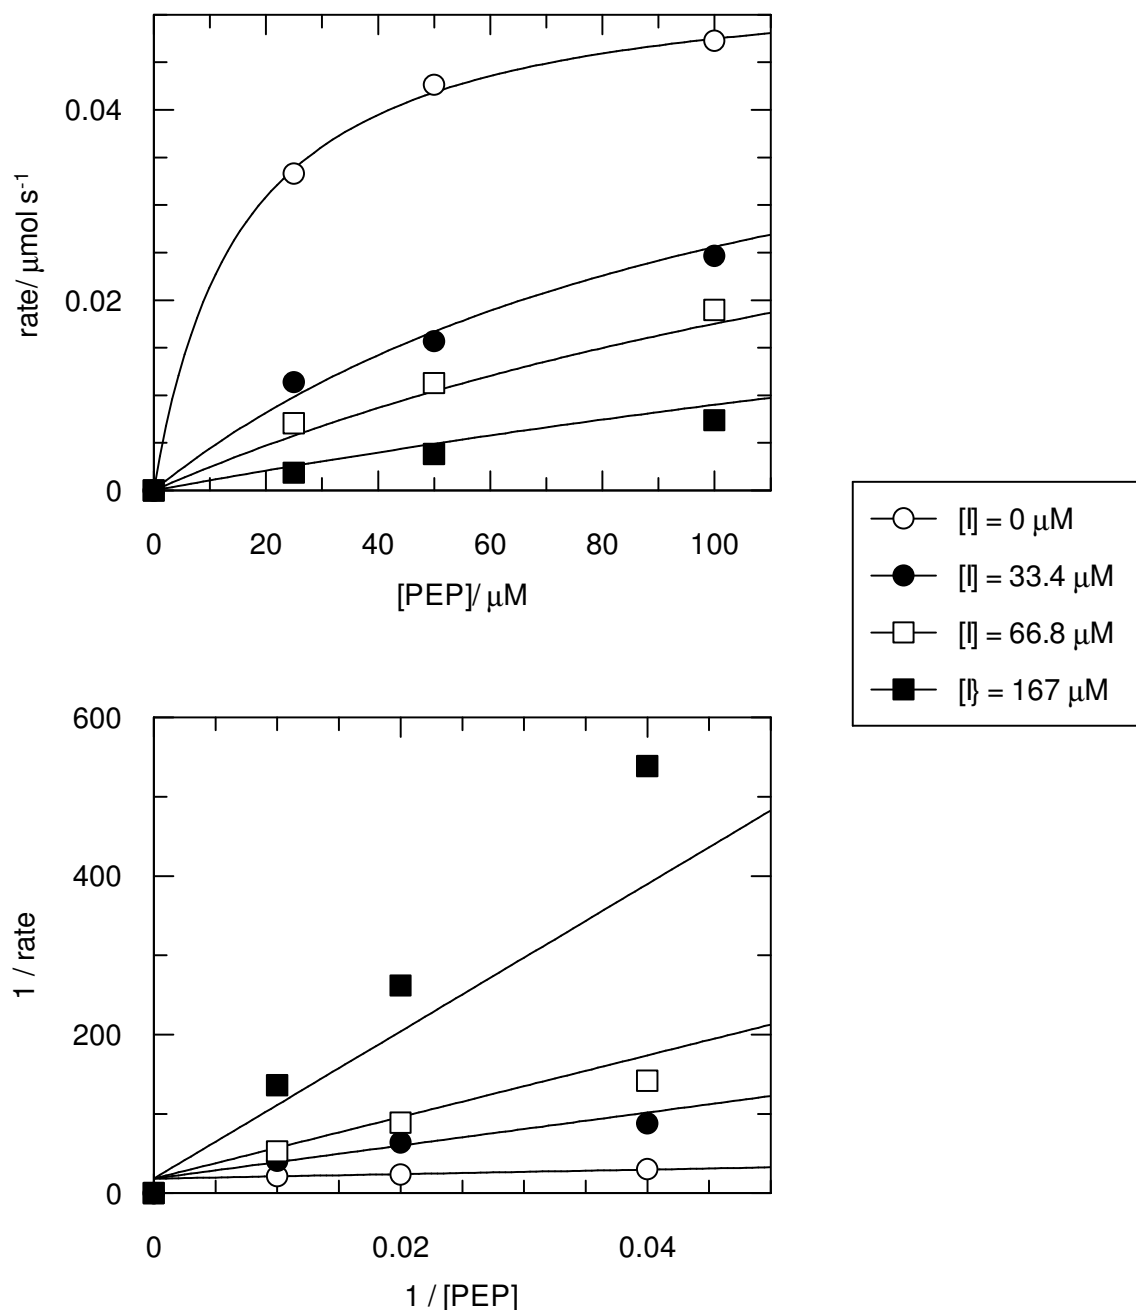 0.04
0.02
0
rate/ μmol s⁻¹
0 20 40 60 80 100
[PEP]/ μM
[I] = 0 μM
[I] = 33.4 μM
[I] = 66.8 μM
[I} = 167 μM
600
400
200
0
1 / rate
0 0.02 0.04
1 / [PEP]